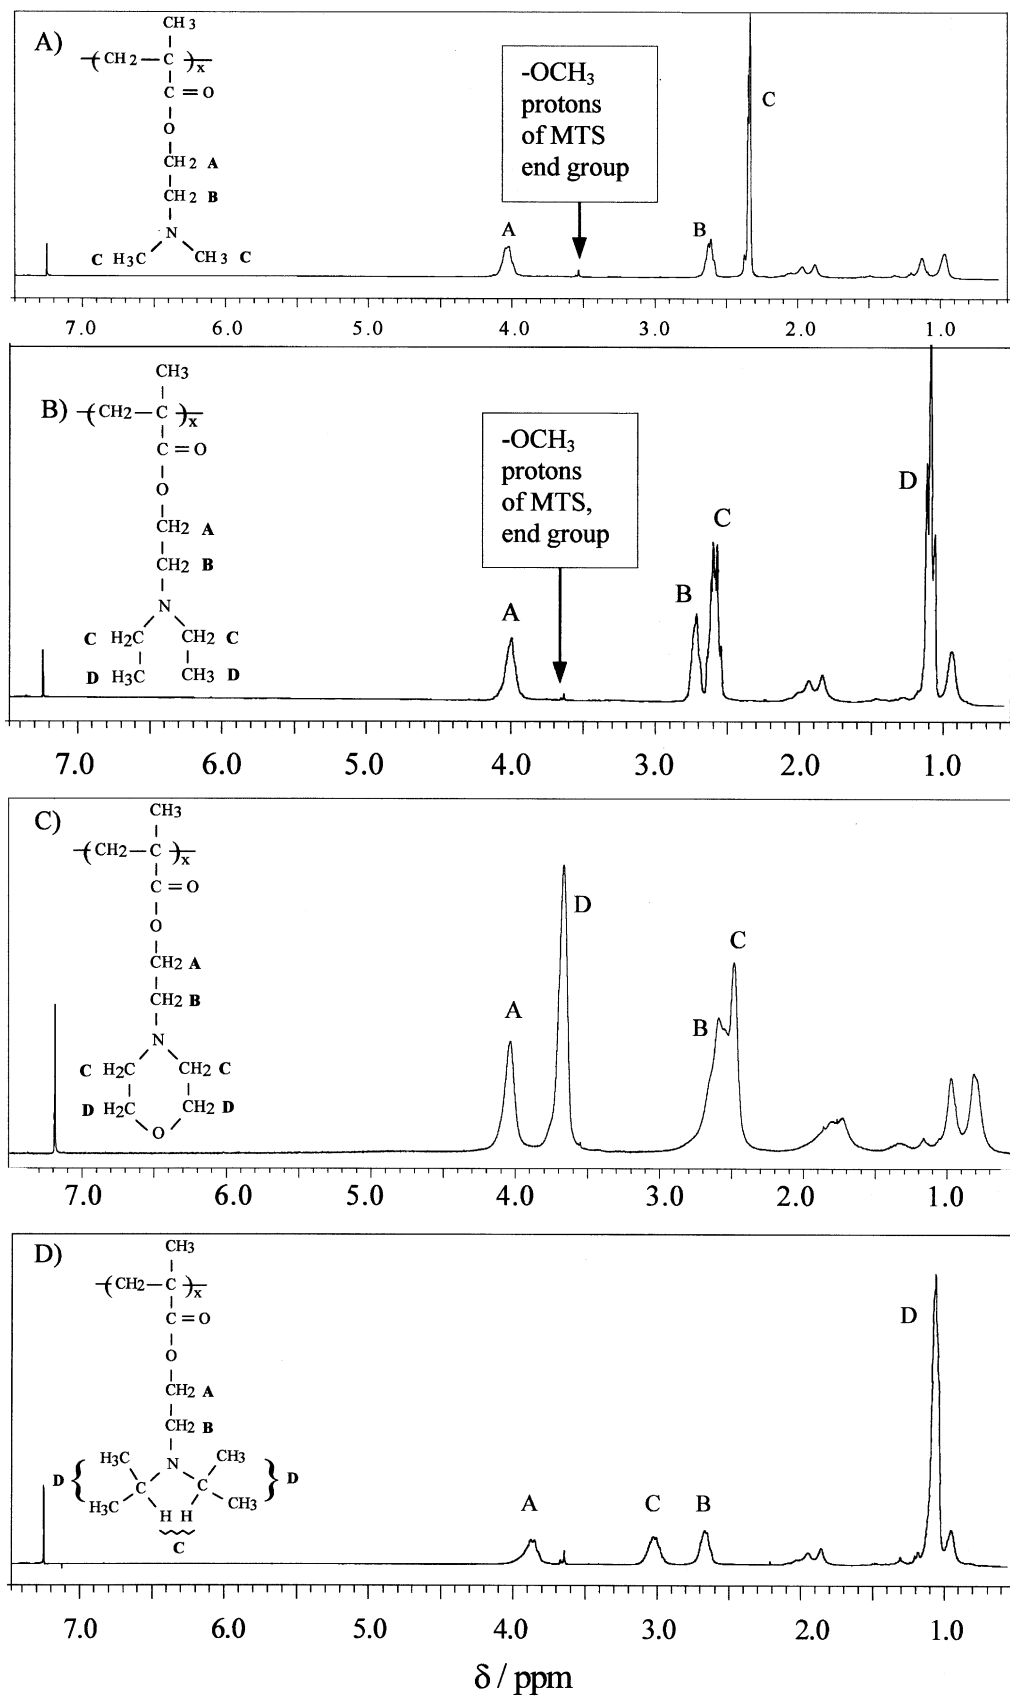 A)
CH3
-(CH2-C-)x
C=O
O
CH2 A
CH2 B
N
C H3C CH3 C
-OCH3
protons
of MTS
end group
A
B
C
7.0 6.0 5.0 4.0 3.0 2.0 1.0
B)
CH3
-(CH2-C-)x
C=O
O
CH2 A
CH2 B
N
C H2C CH2 C
D H3C CH3 D
-OCH3
protons
of MTS,
end group
A
B
C
D
7.0 6.0 5.0 4.0 3.0 2.0 1.0
C)
CH3
-(CH2-C-)x
C=O
O
CH2 A
CH2 B
N
C H2C CH2 C
D H2C CH2 D
O
A
D
B
C
7.0 6.0 5.0 4.0 3.0 2.0 1.0
D)
CH3
-(CH2-C-)x
C=O
O
CH2 A
CH2 B
H3C N CH3
D { C C } D
H3C H H CH3
C
A
C
B
D
7.0 6.0 5.0 4.0 3.0 2.0 1.0
δ / ppm